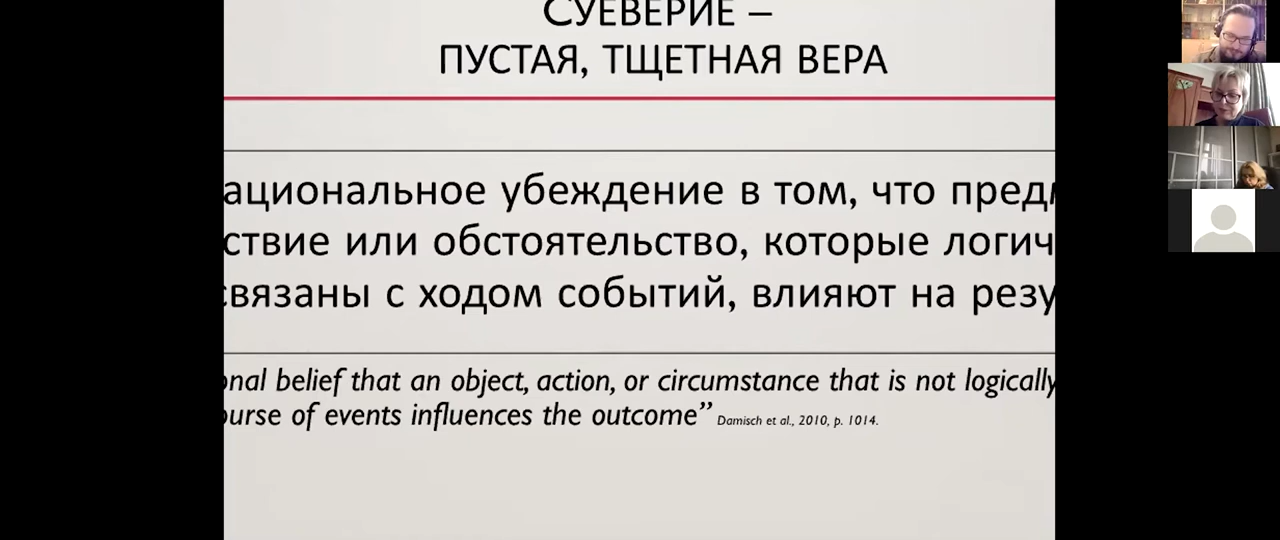 СУЕВЕРИЕ –
ПУСТАЯ, ТЩЕТНАЯ ВЕРА
ациональное убеждение в том, что пред
ствие или обстоятельство, которые логич
связаны с ходом событий, влияют на резу
onal belief that an object, action, or circumstance that is not logically
ourse of events influences the outcome” Damisch et al., 2010, p. 1014.